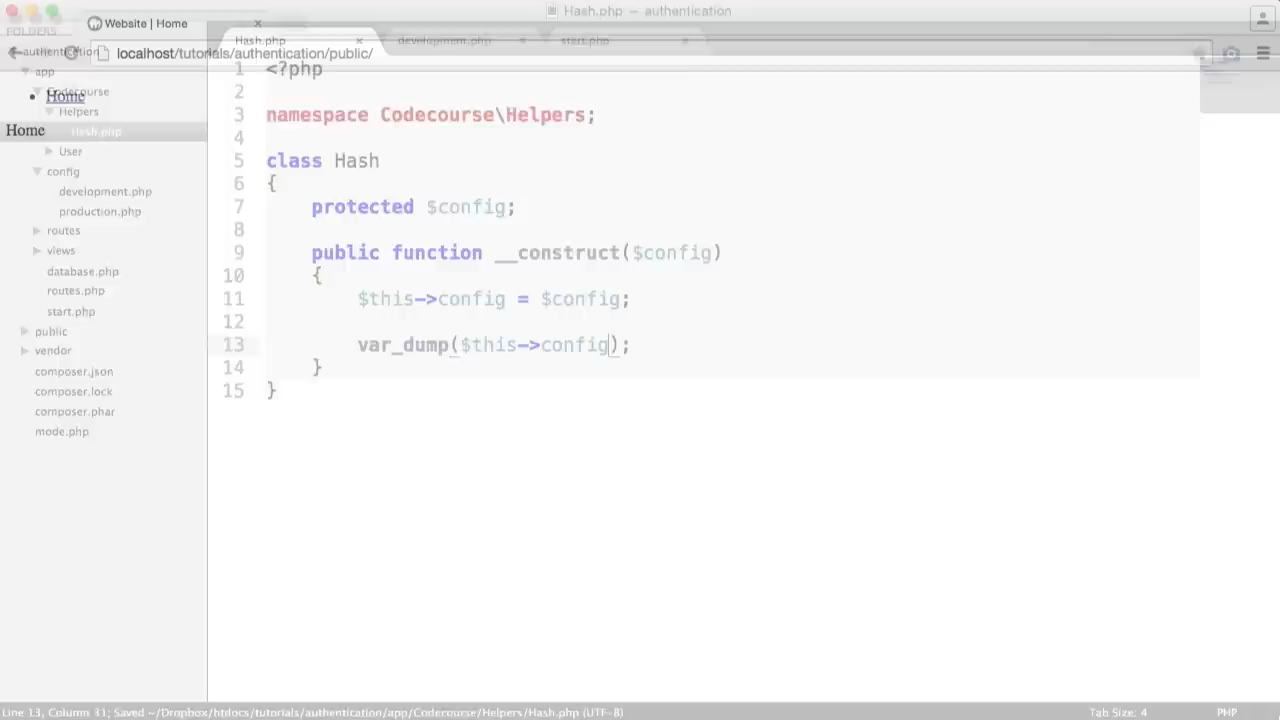 Hash.php — authentication
Website | Home
localhost/tutorials/authentication/public/
Home
Home
FOLDERS
authentication
app
Codecourse
Helpers
Hash.php
User
config
development.php
production.php
routes
views
database.php
routes.php
start.php
public
vendor
composer.json
composer.lock
composer.phar
mode.php
Hash.php
development.php
start.php
1 <?php
2
3 namespace Codecourse\Helpers;
4
5 class Hash
6 {
7 protected $config;
8
9 public function __construct($config)
10 {
11 $this->config = $config;
12
13 var_dump($this->config);
14 }
15 }
Line 13, Column 31; Saved ~/Dropbox/htdocs/tutorials/authentication/app/Codecourse/Helpers/Hash.php (UTF-8)
Tab Size: 4
PHP